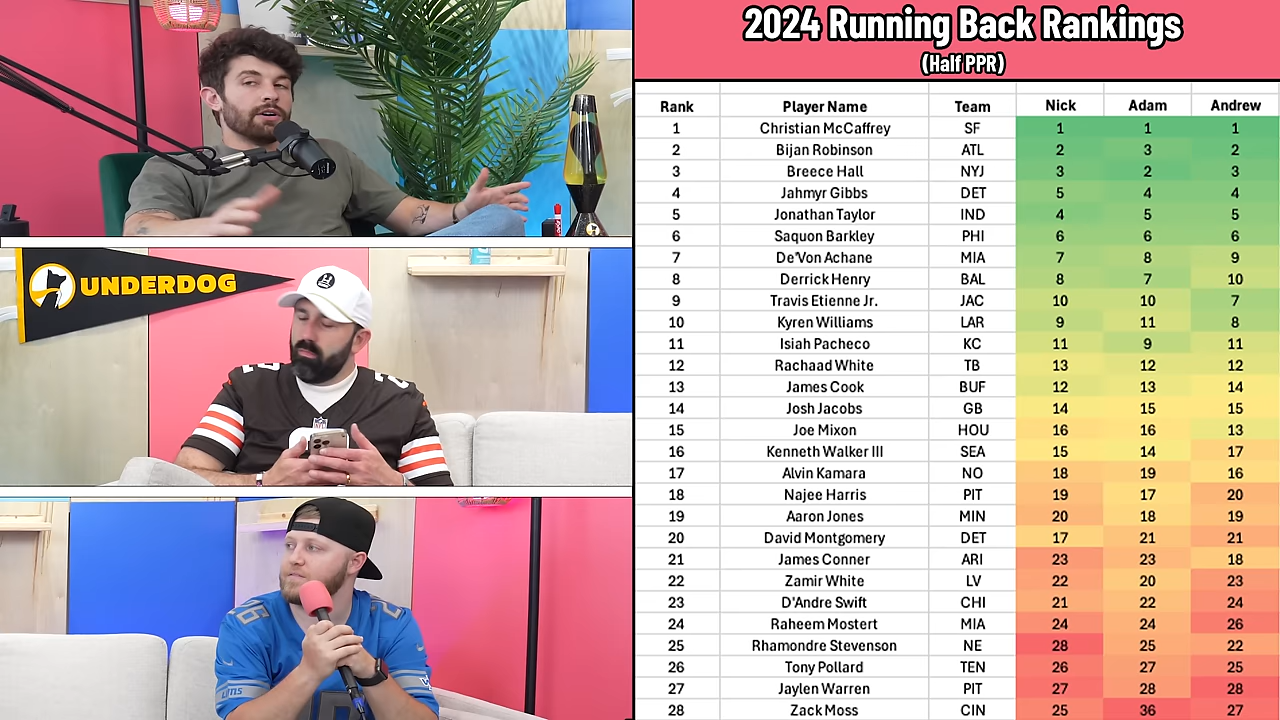 2024 Running Back Rankings
(Half PPR)
Rank Player Name Team Nick Adam Andrew
1 Christian McCaffrey SF 1 1 1
2 Bijan Robinson ATL 2 3 2
3 Breece Hall NYJ 3 2 3
4 Jahmyr Gibbs DET 5 4 4
5 Jonathan Taylor IND 4 5 5
6 Saquon Barkley PHI 6 6 6
7 De'Von Achane MIA 7 8 9
8 Derrick Henry BAL 8 7 10
9 Travis Etienne Jr. JAC 10 10 7
10 Kyren Williams LAR 9 11 8
11 Isiah Pacheco KC 11 9 11
12 Rachaad White TB 13 12 12
13 James Cook BUF 12 13 14
14 Josh Jacobs GB 14 15 15
15 Joe Mixon HOU 16 16 13
16 Kenneth Walker III SEA 15 14 17
17 Alvin Kamara NO 18 19 16
18 Najee Harris PIT 19 17 20
19 Aaron Jones MIN 20 18 19
20 David Montgomery DET 17 21 21
21 James Conner ARI 23 23 18
22 Zamir White LV 22 20 23
23 D'Andre Swift CHI 21 22 24
24 Raheem Mostert MIA 24 24 26
25 Rhamondre Stevenson NE 28 25 22
26 Tony Pollard TEN 26 27 25
27 Jaylen Warren PIT 27 28 28
28 Zack Moss CIN 25 36 27
UNDERDOG
NFL
26
LIONS